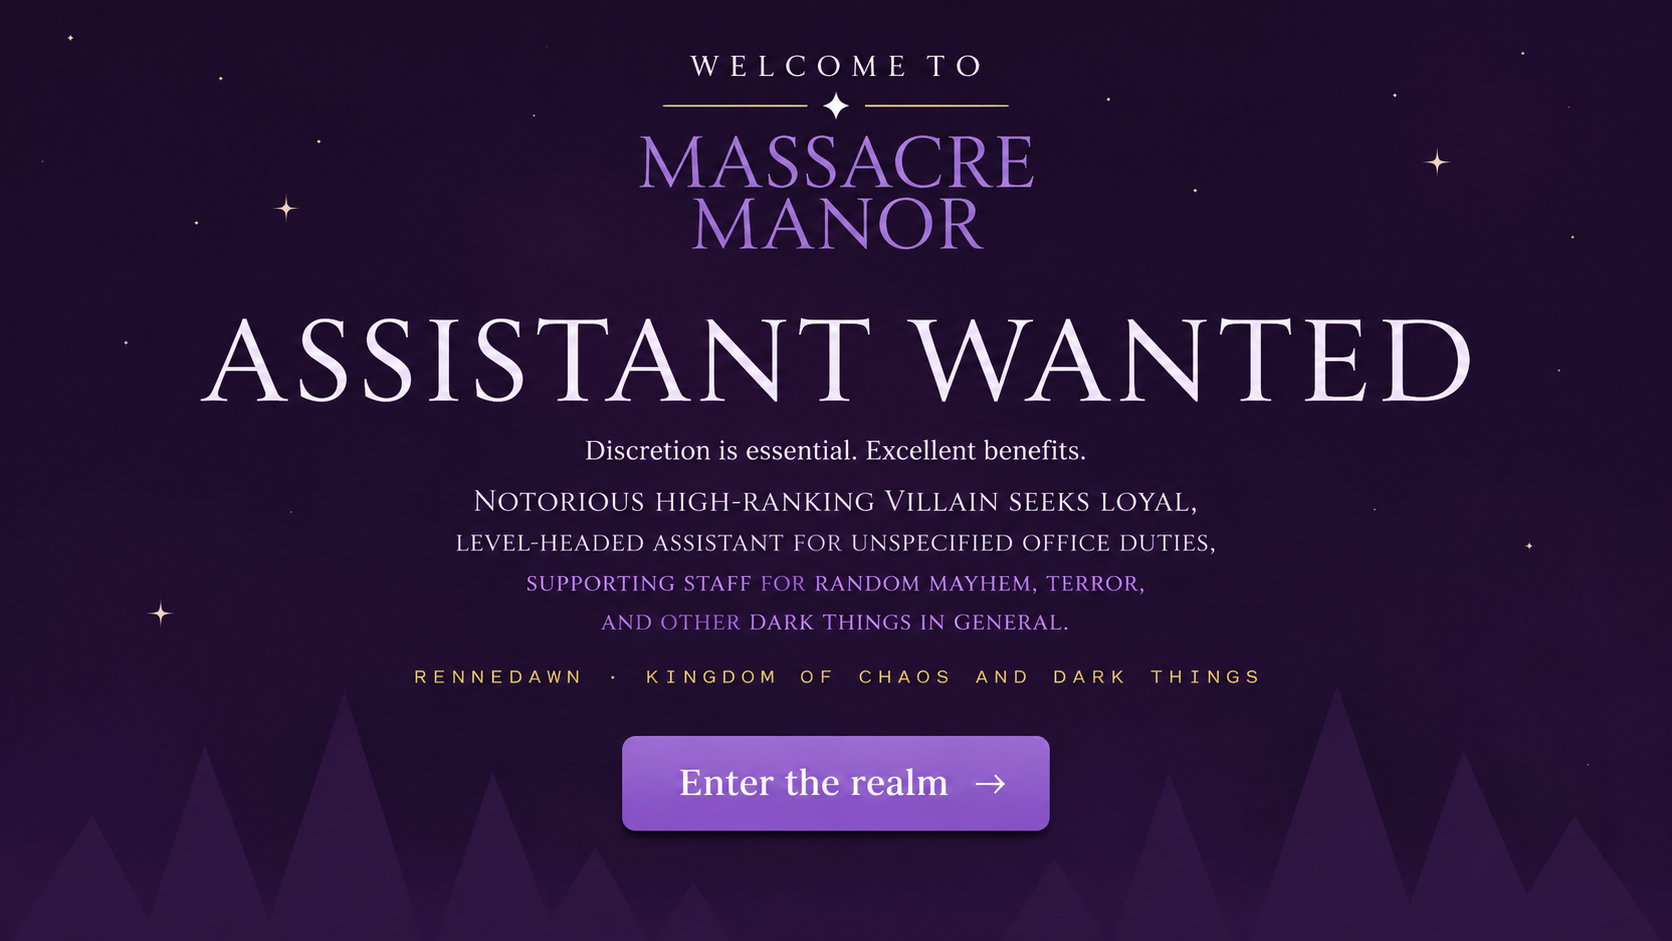 WELCOME TO
MASSACRE
MANOR
ASSISTANT WANTED
Discretion is essential. Excellent benefits.
NOTORIOUS HIGH-RANKING VILLAIN SEEKS LOYAL,
LEVEL-HEADED ASSISTANT FOR UNSPECIFIED OFFICE DUTIES,
SUPPORTING STAFF FOR RANDOM MAYHEM, TERROR,
AND OTHER DARK THINGS IN GENERAL.
RENNEDAWN · KINGDOM OF CHAOS AND DARK THINGS
Enter the realm →